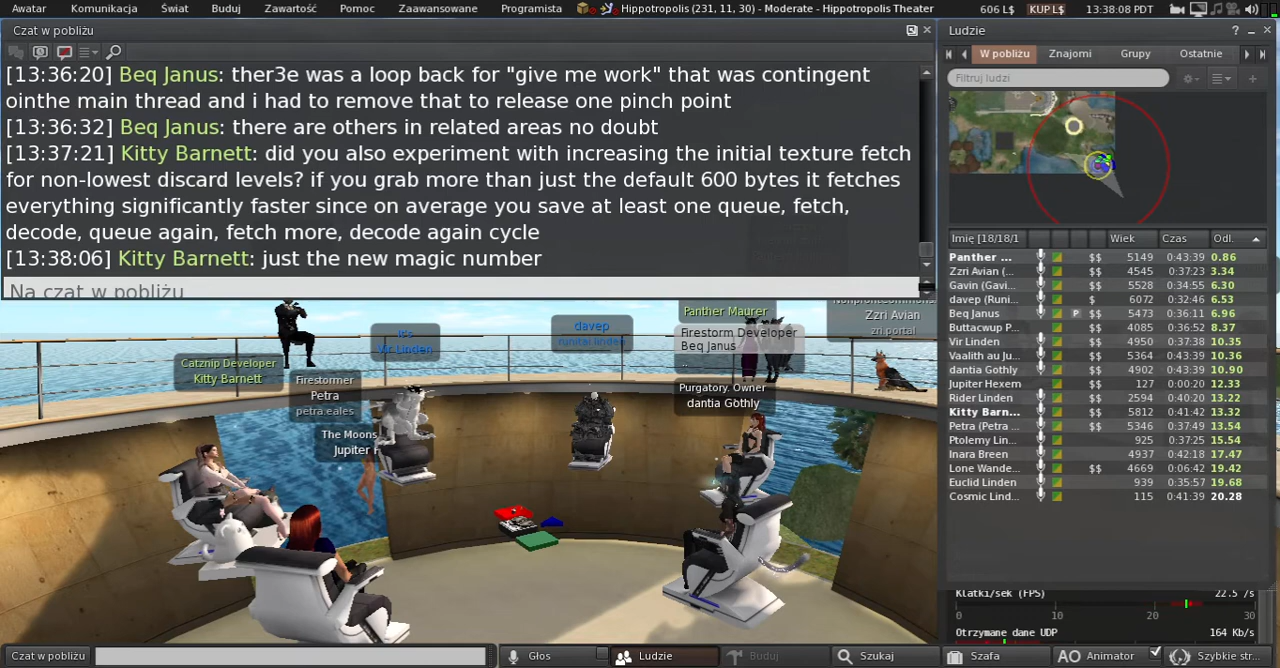 Awatar Komunikacja Świat Buduj Zawartość Pomoc Zaawansowane Programista Hippotropolis (231, 11, 30) - Moderate - Hippotropolis Theater 606 L$ KUP L$ 13:38:08 PDT
Czat w pobliżu
[13:36:20] Beq Janus: ther3e was a loop back for "give me work" that was contingent
ointhe main thread and i had to remove that to release one pinch point
[13:36:32] Beq Janus: there are others in related areas no doubt
[13:37:21] Kitty Barnett: did you also experiment with increasing the initial texture fetch
for non-lowest discard levels? if you grab more than just the default 600 bytes it fetches
everything significantly faster since on average you save at least one queue, fetch,
decode, queue again, fetch more, decode again cycle
[13:38:06] Kitty Barnett: just the new magic number
Na czat w pobliżu
Ludzie
W pobliżu Znajomi Grupy Ostatnie
Filtruj ludzi
Imię [18/18/1 Wiek Czas Odl.
Panther ... $$ 5149 0:43:39 0.86
Zzri Avian (... $$ 4545 0:37:23 3.34
Gavin (Gavi... $$ 5528 0:34:55 6.30
davep (Runi... $ 6072 0:32:46 6.53
Beq Janus P $$ 5473 0:36:11 6.96
Buttacwup P... $$ 4085 0:36:52 8.37
Vir Linden $$ 4950 0:37:38 10.35
Vaalith au Ju... $$ 5364 0:43:39 10.36
dantia Gothly $$ 4902 0:43:39 10.90
Jupiter Hexem $ 127 0:00:20 12.33
Rider Linden $$ 2594 0:40:20 13.22
Kitty Barn... $$ 5812 0:41:42 13.32
Petra (Petra ... $$ 5346 0:37:49 13.54
Ptolemy Lin... 925 0:37:25 15.54
Inara Breen 4937 0:42:18 17.47
Lone Wande... $$ 4669 0:06:42 19.42
Euclid Linden 939 0:35:57 19.68
Cosmic Lind... 115 0:41:39 20.28
Klatki/sek (FPS) 22.5 /s
0 10 20 30
Otrzymane dane UDP 164 Kb/s
Catznip Developer
Kitty Barnett
Firestormer
Petra
petra eales
The Moons
Jupiter H
It's
Vir Linden
davep
runitai linden
Panther Maurer
Firestorm Developer
Beq Janus
Purgatory. Owner
dantia Gothly
Zzri Avian
zri portal
Czat w pobliżu Głos Ludzie Buduj Szukaj Szafa AO Animator Szybkie str...